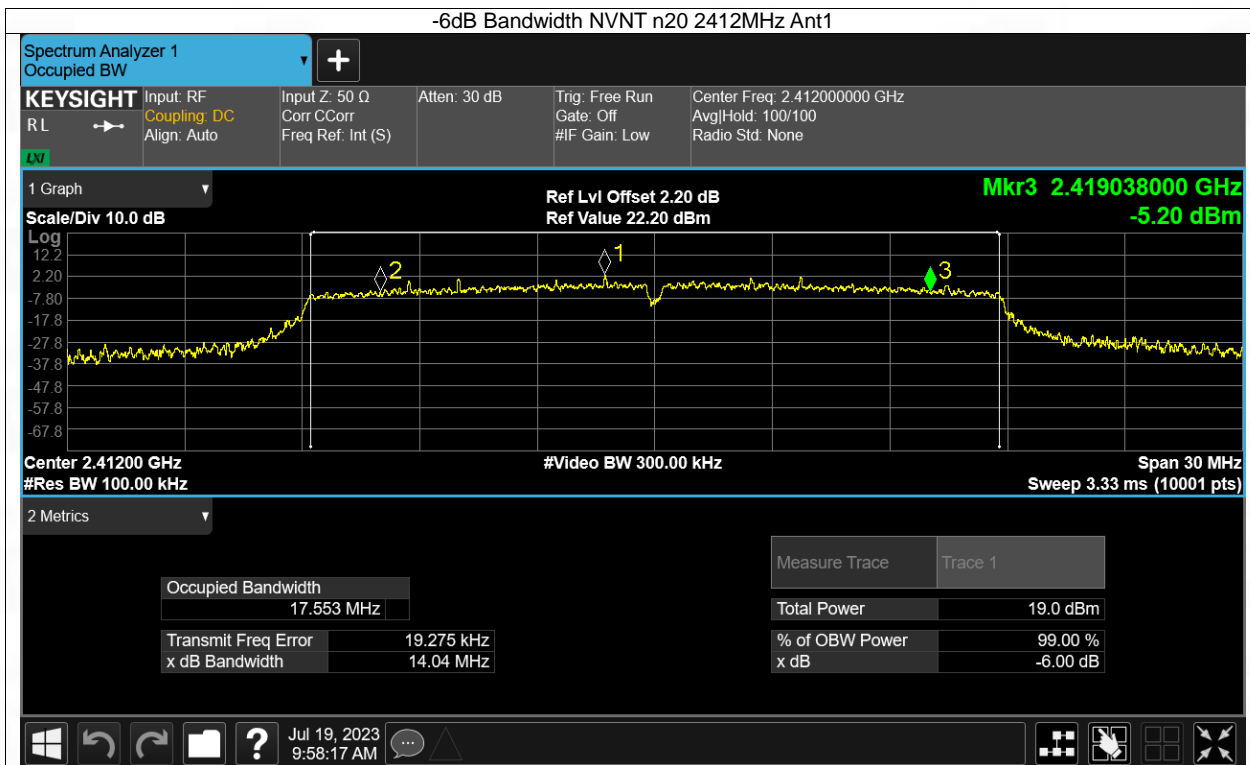 -6dB Bandwidth NVNT n20 2412MHz Ant1
Spectrum Analyzer 1
Occupied BW
KEYSIGHT
R L
LXI
Input: RF
Coupling: DC
Align: Auto
Input Z: 50 Ω
Corr CCorr
Freq Ref: Int (S)
Atten: 30 dB
Trig: Free Run
Gate: Off
#IF Gain: Low
Center Freq: 2.412000000 GHz
Avg|Hold: 100/100
Radio Std: None
1 Graph
Scale/Div 10.0 dB
Ref Lvl Offset 2.20 dB
Ref Value 22.20 dBm
Mkr3 2.419038000 GHz
-5.20 dBm
Log
12.2
2.20
-7.80
-17.8
-27.8
-37.8
-47.8
-57.8
-67.8
2
1
3
Center 2.41200 GHz
#Res BW 100.00 kHz
#Video BW 300.00 kHz
Span 30 MHz
Sweep 3.33 ms (10001 pts)
2 Metrics
Measure Trace Trace 1
Occupied Bandwidth
17.553 MHz
Total Power 19.0 dBm
Transmit Freq Error 19.275 kHz
x dB Bandwidth 14.04 MHz
% of OBW Power 99.00 %
x dB -6.00 dB
?
Jul 19, 2023
9:58:17 AM